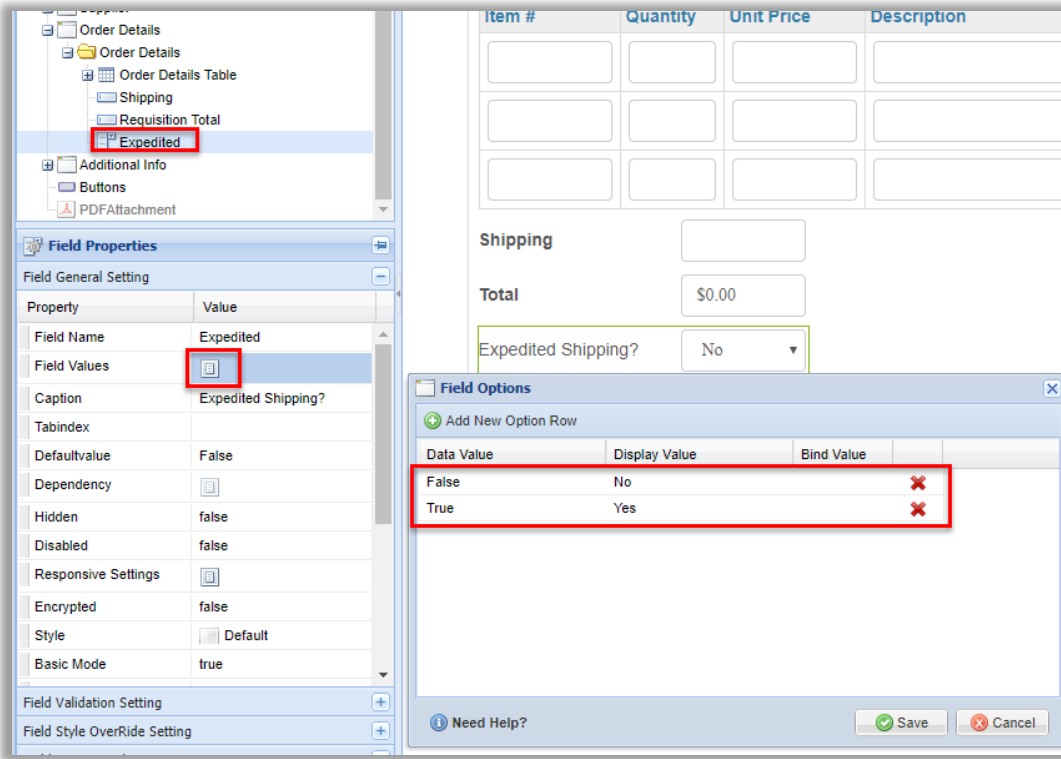 Supplier
Order Details
Order Details
Order Details Table
Shipping
Requisition Total
Expedited
Additional Info
Buttons
PDFAttachment
Field Properties
Field General Setting
Property Value
Field Name Expedited
Field Values
Caption Expedited Shipping?
Tabindex
Defaultvalue False
Dependency
Hidden false
Disabled false
Responsive Settings
Encrypted false
Style Default
Basic Mode true
Field Validation Setting
Field Style OverRide Setting
Item # Quantity Unit Price Description
Shipping
Total $0.00
Expedited Shipping? No
Field Options
Add New Option Row
Data Value Display Value Bind Value
False No
True Yes
Need Help? Save Cancel